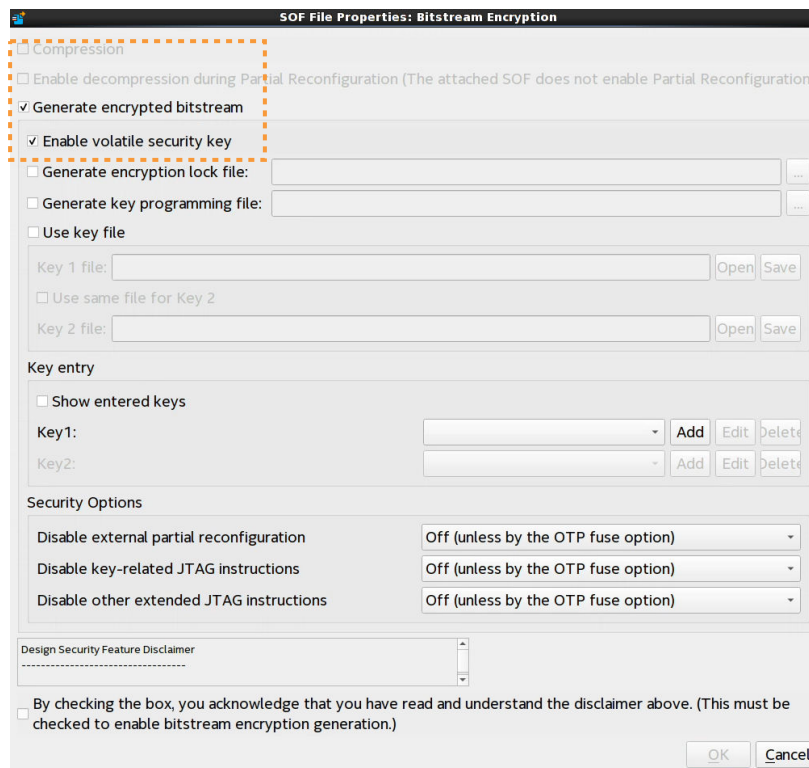 SOF File Properties: Bitstream Encryption
Compression
Enable decompression during Partial Reconfiguration (The attached SOF does not enable Partial Reconfiguration
Generate encrypted bitstream
Enable volatile security key
Generate encryption lock file: ...
Generate key programming file: ...
Use key file
Key 1 file: Open Save
Use same file for Key 2
Key 2 file: Open Save
Key entry
Show entered keys
Key1: Add Edit Delete
Key2: Add Edit Delete
Security Options
Disable external partial reconfiguration Off (unless by the OTP fuse option)
Disable key-related JTAG instructions Off (unless by the OTP fuse option)
Disable other extended JTAG instructions Off (unless by the OTP fuse option)
Design Security Feature Disclaimer
----------------------------------
By checking the box, you acknowledge that you have read and understand the disclaimer above. (This must be
checked to enable bitstream encryption generation.)
OK Cancel